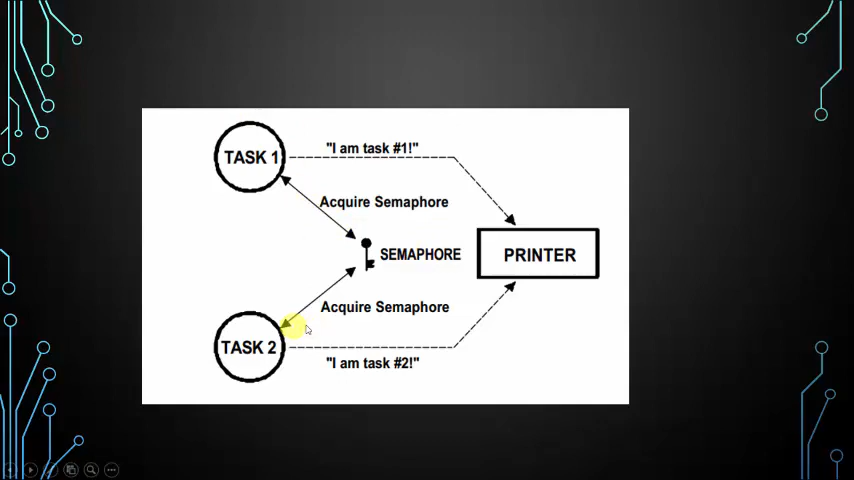 "I am task #1!"
TASK 1
Acquire Semaphore
SEMAPHORE
PRINTER
Acquire Semaphore
TASK 2
"I am task #2!"